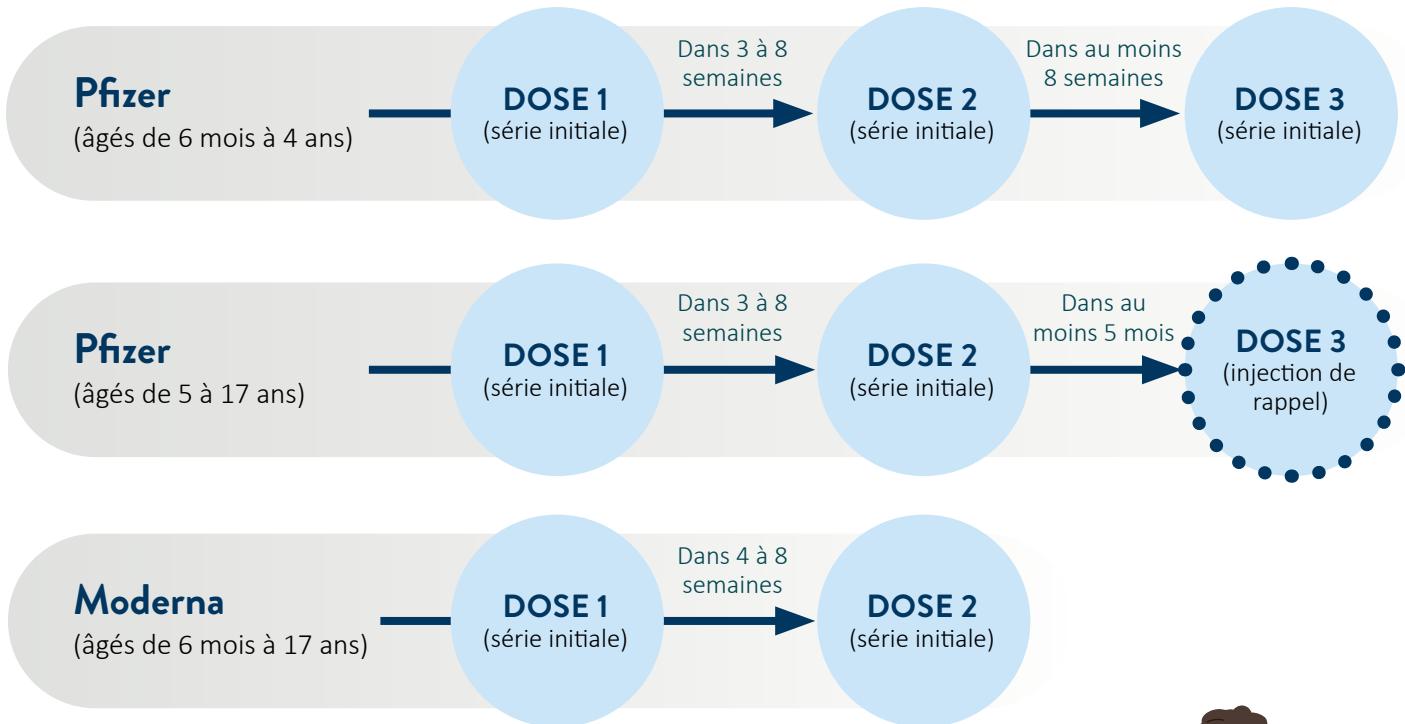 Pfizer
(âgés de 6 mois à 4 ans)
DOSE 1
(série initiale)
Dans 3 à 8
semaines
DOSE 2
(série initiale)
Dans au moins
8 semaines
DOSE 3
(série initiale)
Pfizer
(âgés de 5 à 17 ans)
DOSE 1
(série initiale)
Dans 3 à 8
semaines
DOSE 2
(série initiale)
Dans au
moins 5 mois
DOSE 3
(injection de
rappel)
Moderna
(âgés de 6 mois à 17 ans)
DOSE 1
(série initiale)
Dans 4 à 8
semaines
DOSE 2
(série initiale)